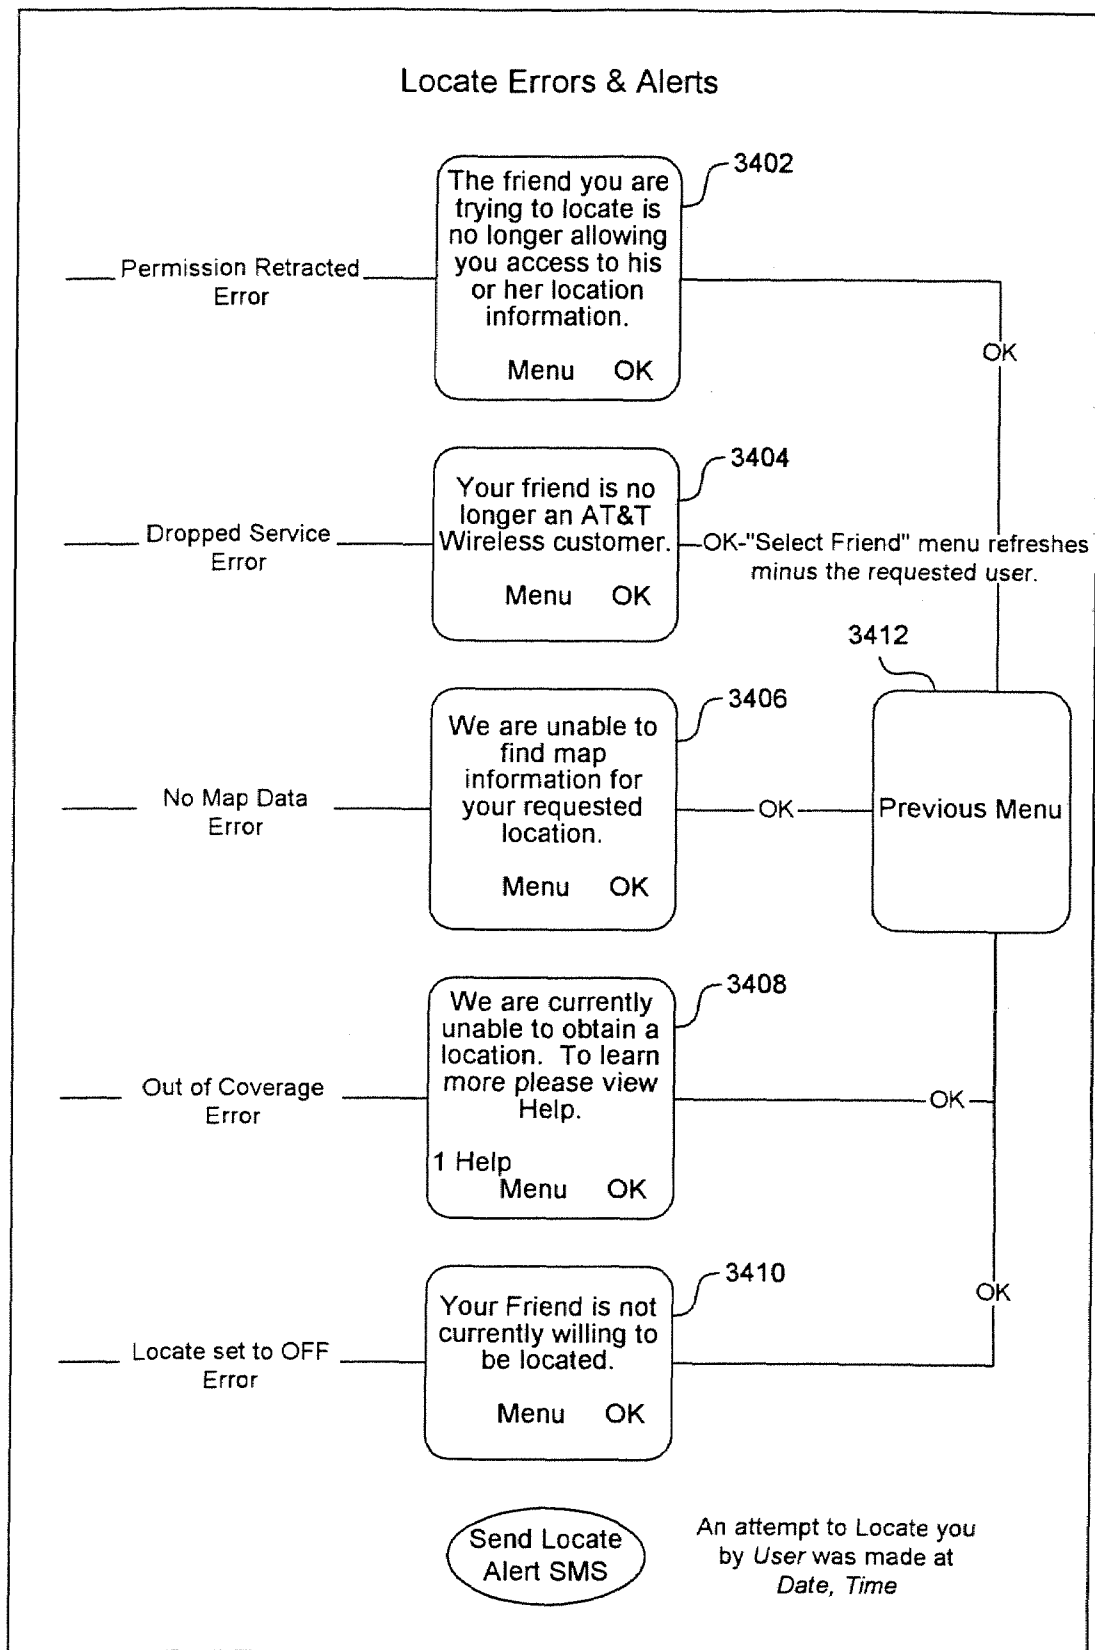 Locate Errors & Alerts
3402
The friend you are
trying to locate is
no longer allowing
you access to his
or her location
information.
Menu OK
Permission Retracted
Error
OK
3404
Your friend is no
longer an AT&T
Wireless customer.
Menu OK
Dropped Service
Error
OK-"Select Friend" menu refreshes
minus the requested user.
3412
Previous Menu
3406
We are unable to
find map
information for
your requested
location.
Menu OK
No Map Data
Error
OK
3408
We are currently
unable to obtain a
location. To learn
more please view
Help.
1 Help
Menu OK
Out of Coverage
Error
OK
3410
Your Friend is not
currently willing to
be located.
Menu OK
Locate set to OFF
Error
OK
Send Locate
Alert SMS
An attempt to Locate you
by User was made at
Date, Time